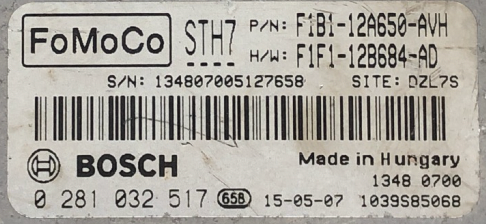 FoMoCo STH7 P/N: F1B1-12A650-AVH
H/W: F1F1-12B684-AD
S/N: 134807005127658 SITE: DZL7S
BOSCH Made in Hungary
1348 0700
0 281 032 517 658 15-05-07 1039S85068